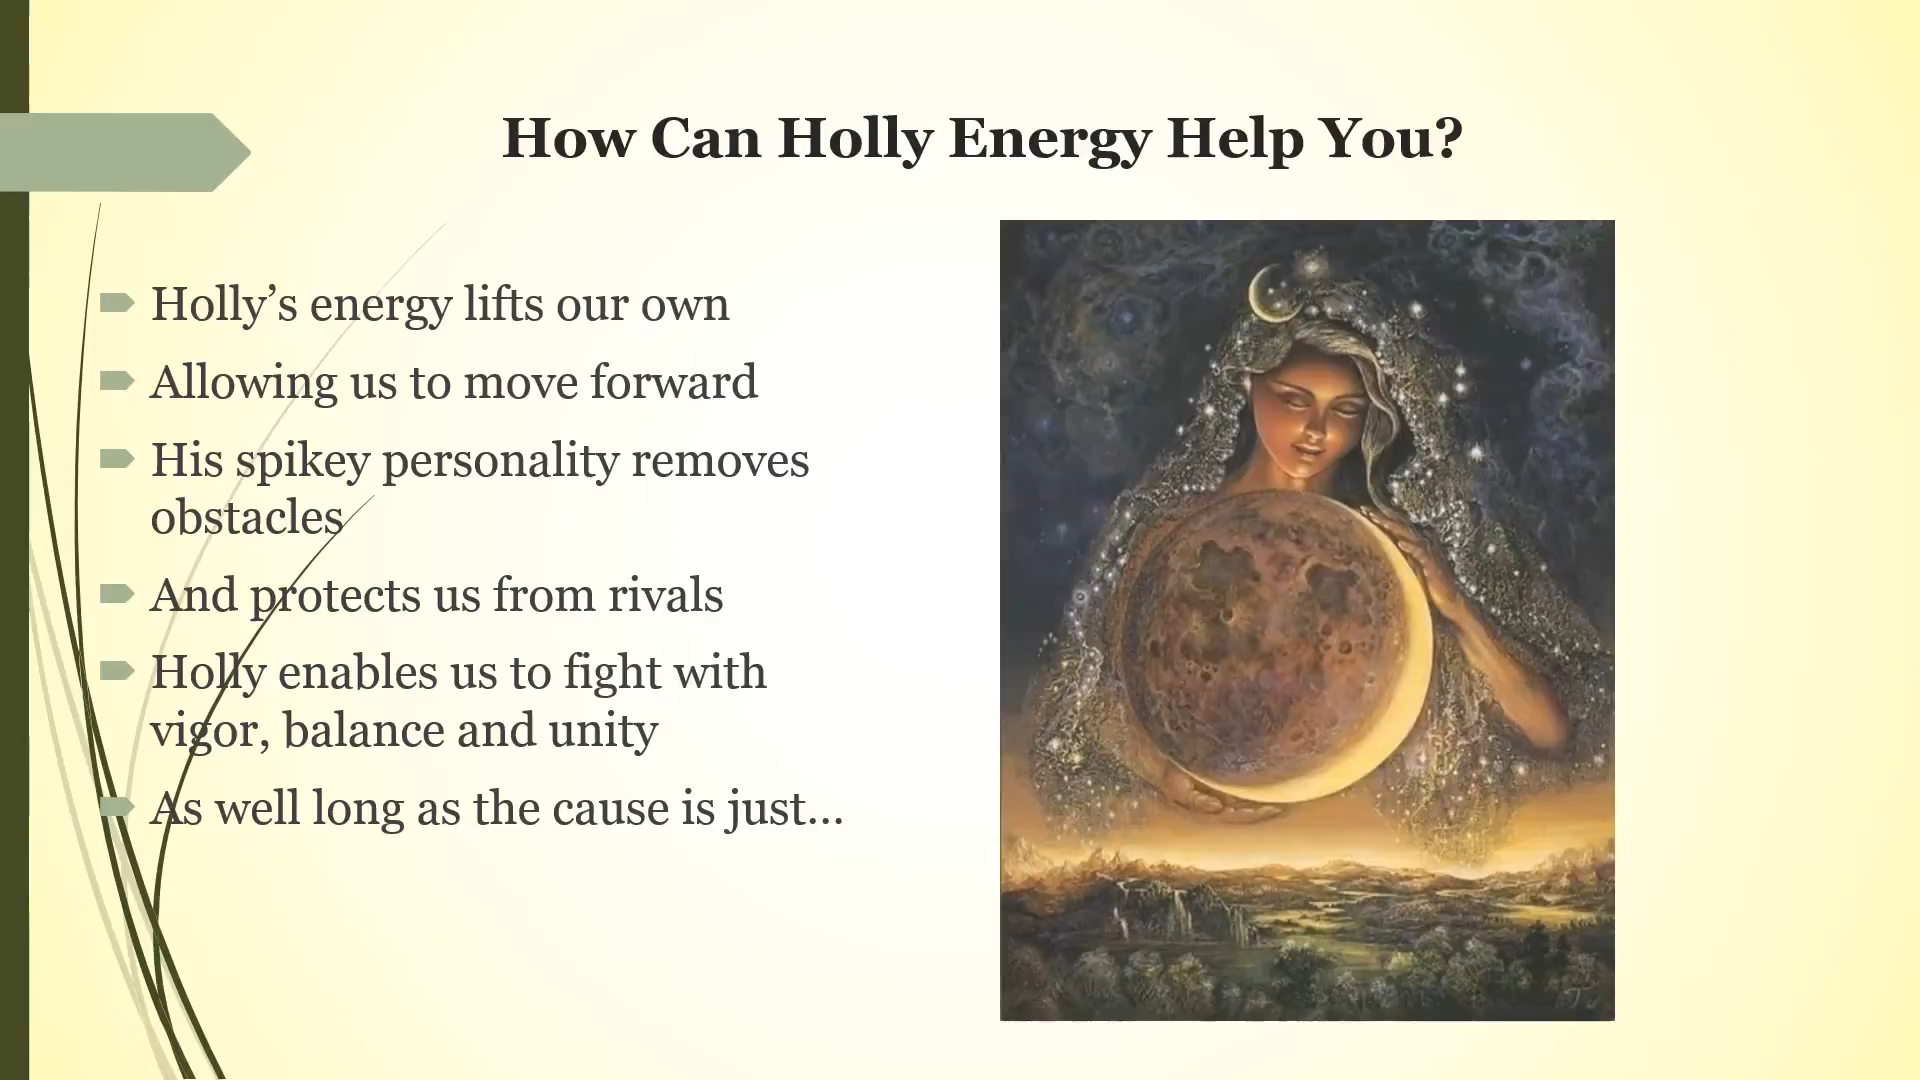 How Can Holly Energy Help You?
Holly’s energy lifts our own
Allowing us to move forward
His spikey personality removes
obstacles
And protects us from rivals
Holly enables us to fight with
vigor, balance and unity
As well long as the cause is just…